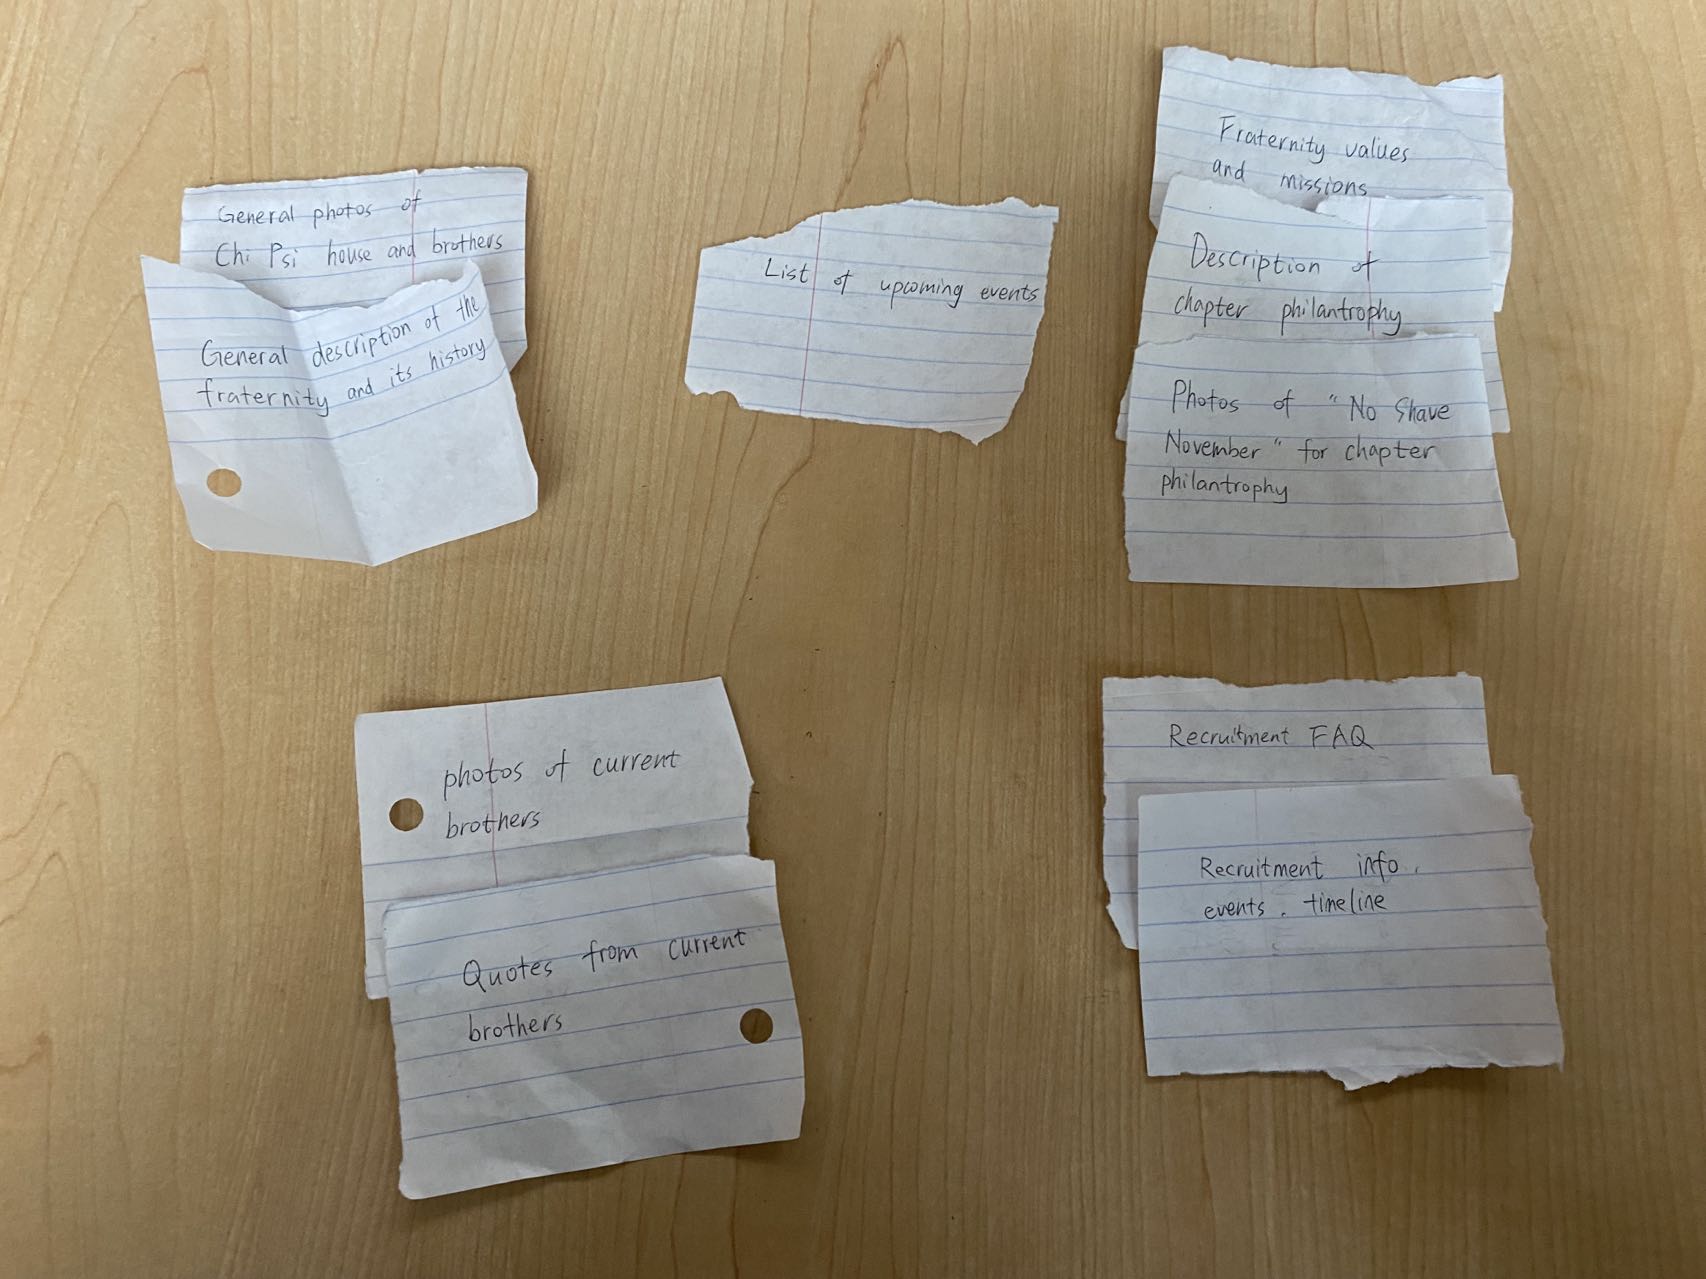 General photos of
Chi Psi house and brothers
General description of the
fraternity and its history
List of upcoming events
Fraternity values
and missions
Description of
chapter philantrophy
Photos of "No Shave
November" for chapter
philantrophy
photos of current
brothers
Quotes from current
brothers
Recruitment FAQ
Recruitment info,
events, timeline